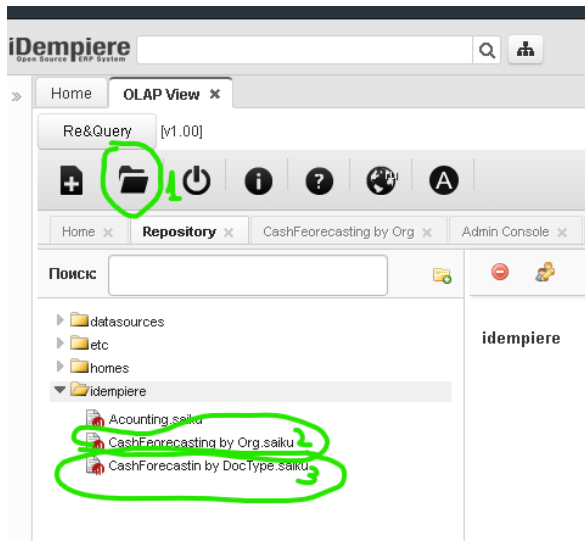 iDempiere
Open Source ERP System
Home OLAP View
Re&Query [v1.00]
1
Home Repository CashFeorecasting by Org Admin Console
Поиск:
datasources
etc
homes
idempiere
idempiere
Acounting.saiku
CashFeorecasting by Org.saiku 2
CashForecastin by DocType.saiku 3